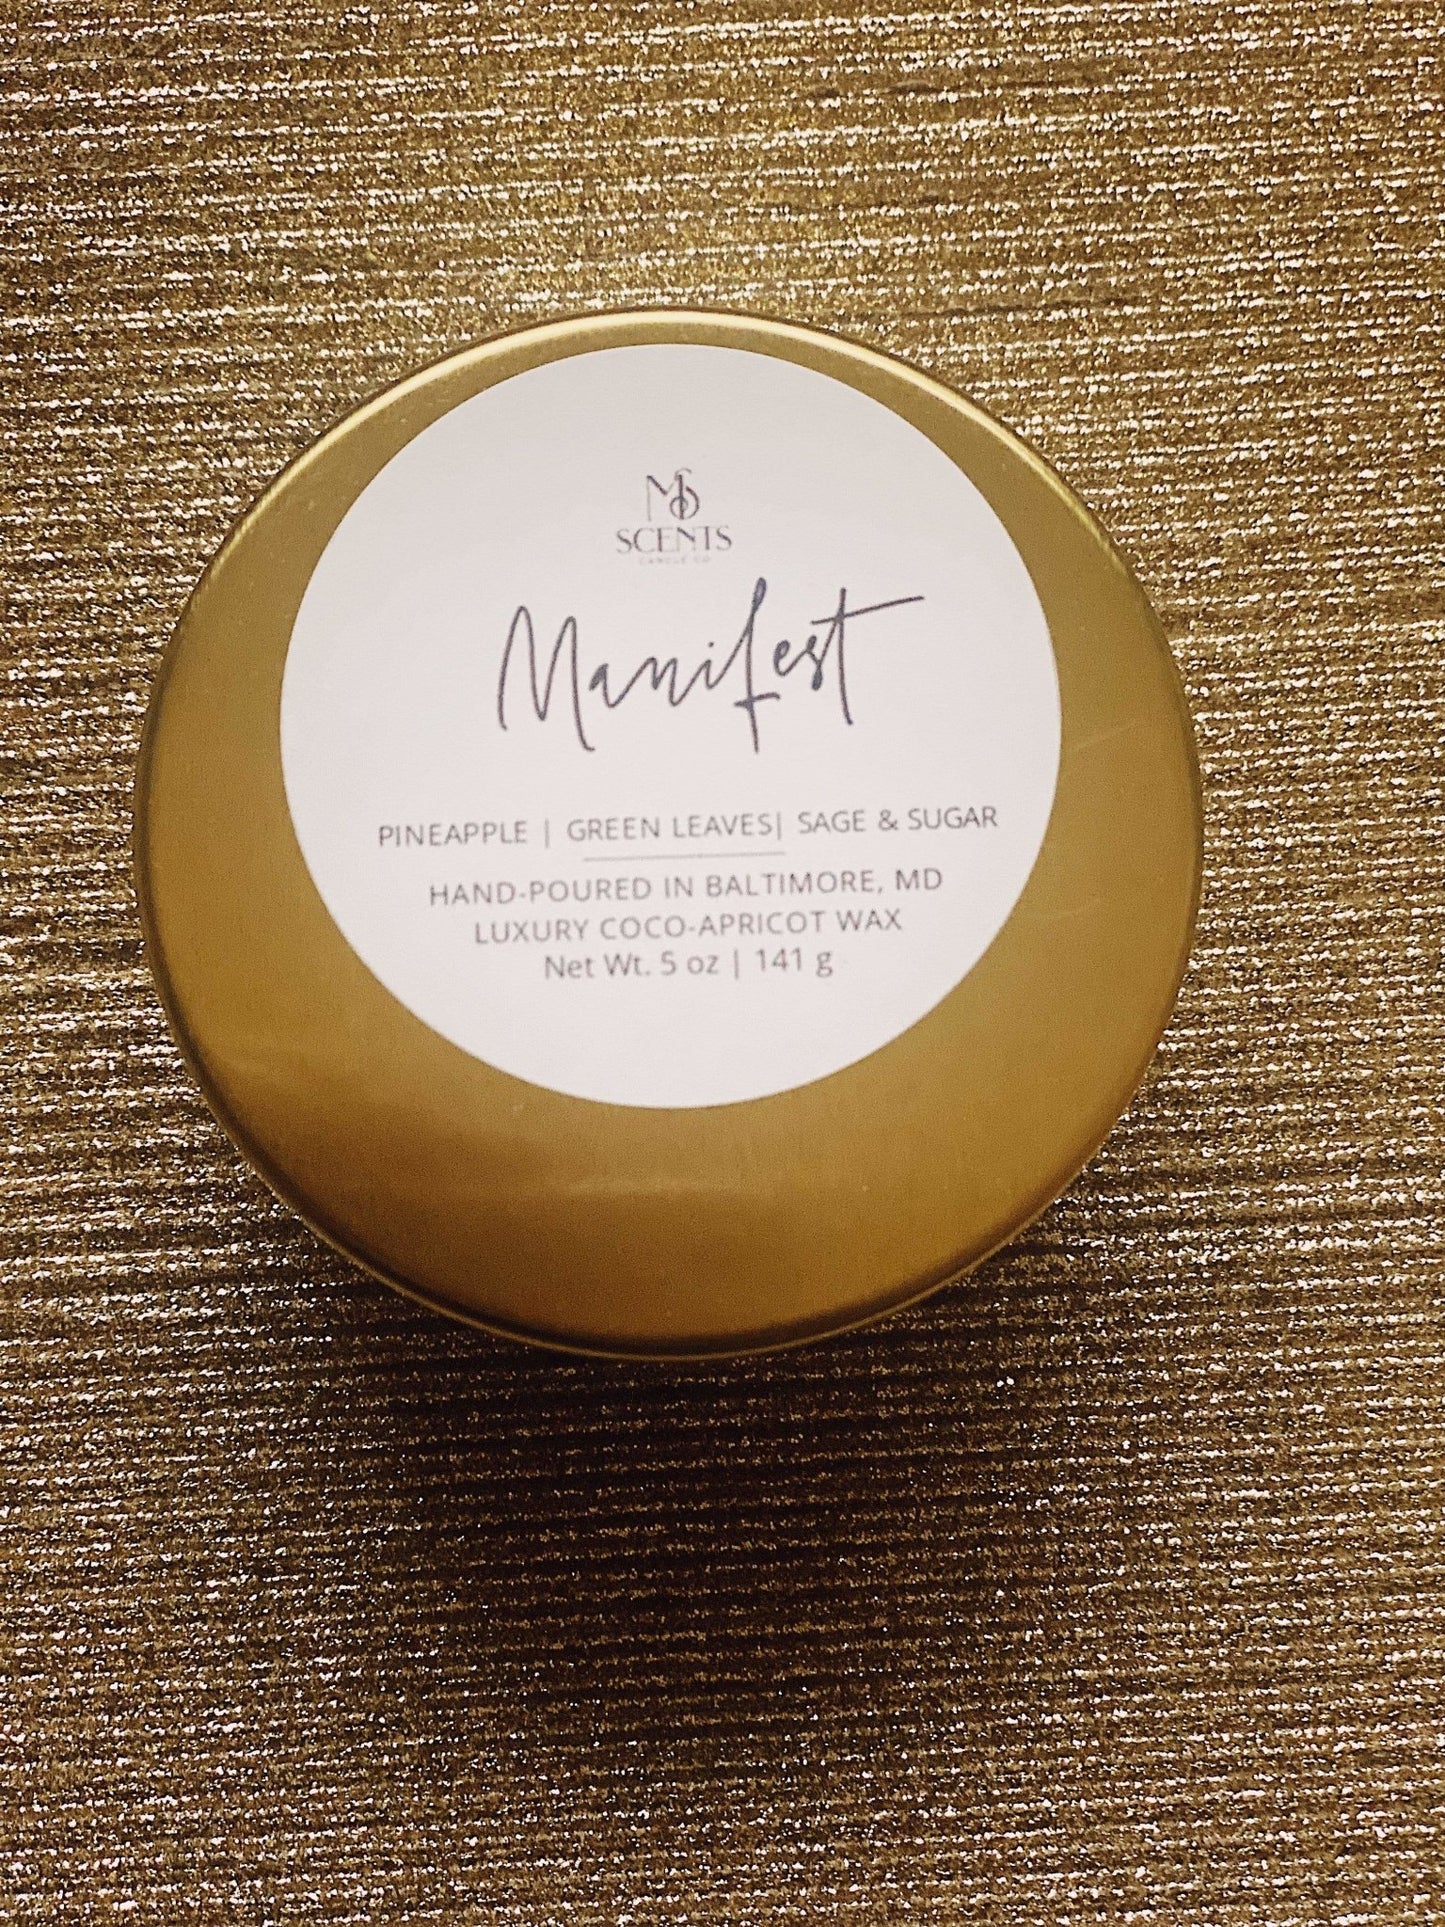 MS
SCENTS
CANDLE CO
Manifest
PINEAPPLE | GREEN LEAVES| SAGE & SUGAR
HAND-POURED IN BALTIMORE, MD
LUXURY COCO-APRICOT WAX
Net Wt. 5 oz | 141 g